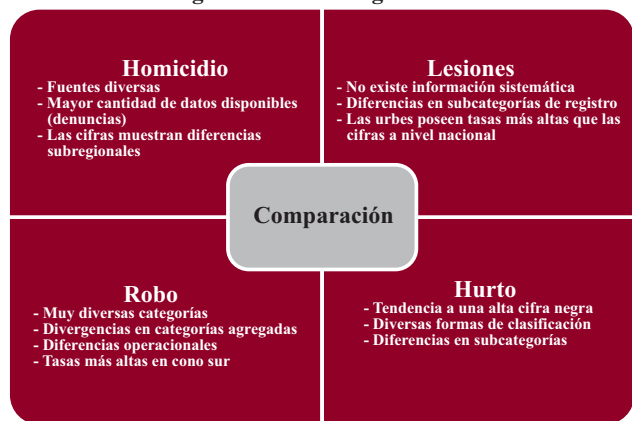 Homicidio
- Fuentes diversas
- Mayor cantidad de datos disponibles
(denuncias)
- Las cifras muestran diferencias
subregionales
Lesiones
- No existe información sistemática
- Diferencias en subcategorías de registro
- Las urbes poseen tasas más altas que las
cifras a nivel nacional
Comparación
Robo
- Muy diversas categorías
- Divergencias en categorías agregadas
- Diferencias operacionales
- Tasas más altas en cono sur
Hurto
- Tendencia a una alta cifra negra
- Diversas formas de clasificación
- Diferencias en subcategorías